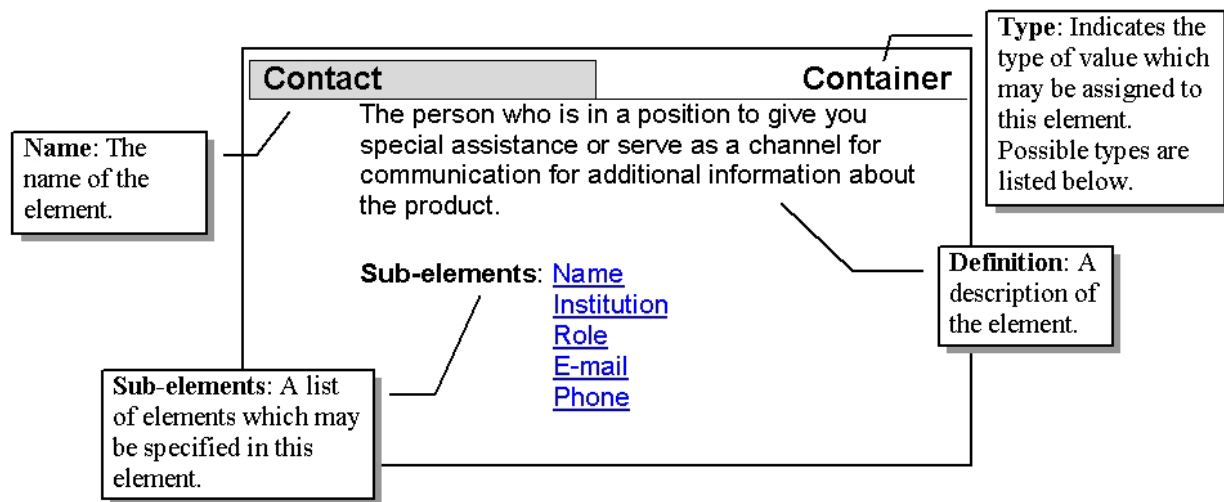 Contact
Container
The person who is in a position to give you
special assistance or serve as a channel for
communication for additional information about
the product.
Sub-elements: Name
Institution
Role
E-mail
Phone
Name: The
name of the
element.
Type: Indicates the
type of value which
may be assigned to
this element.
Possible types are
listed below.
Definition: A
description of
the element.
Sub-elements: A list
of elements which may
be specified in this
element.